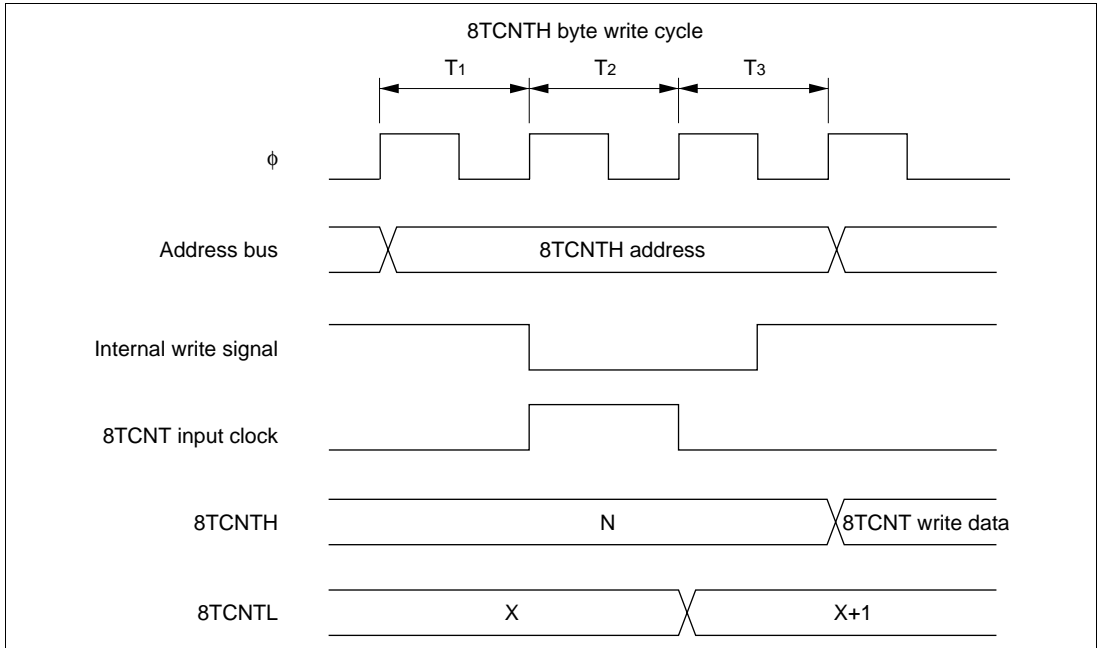 8TCNTH byte write cycle
T1 T2 T3
ϕ
Address bus
8TCNTH address
Internal write signal
8TCNT input clock
8TCNTH
N
8TCNT write data
8TCNTL
X
X+1